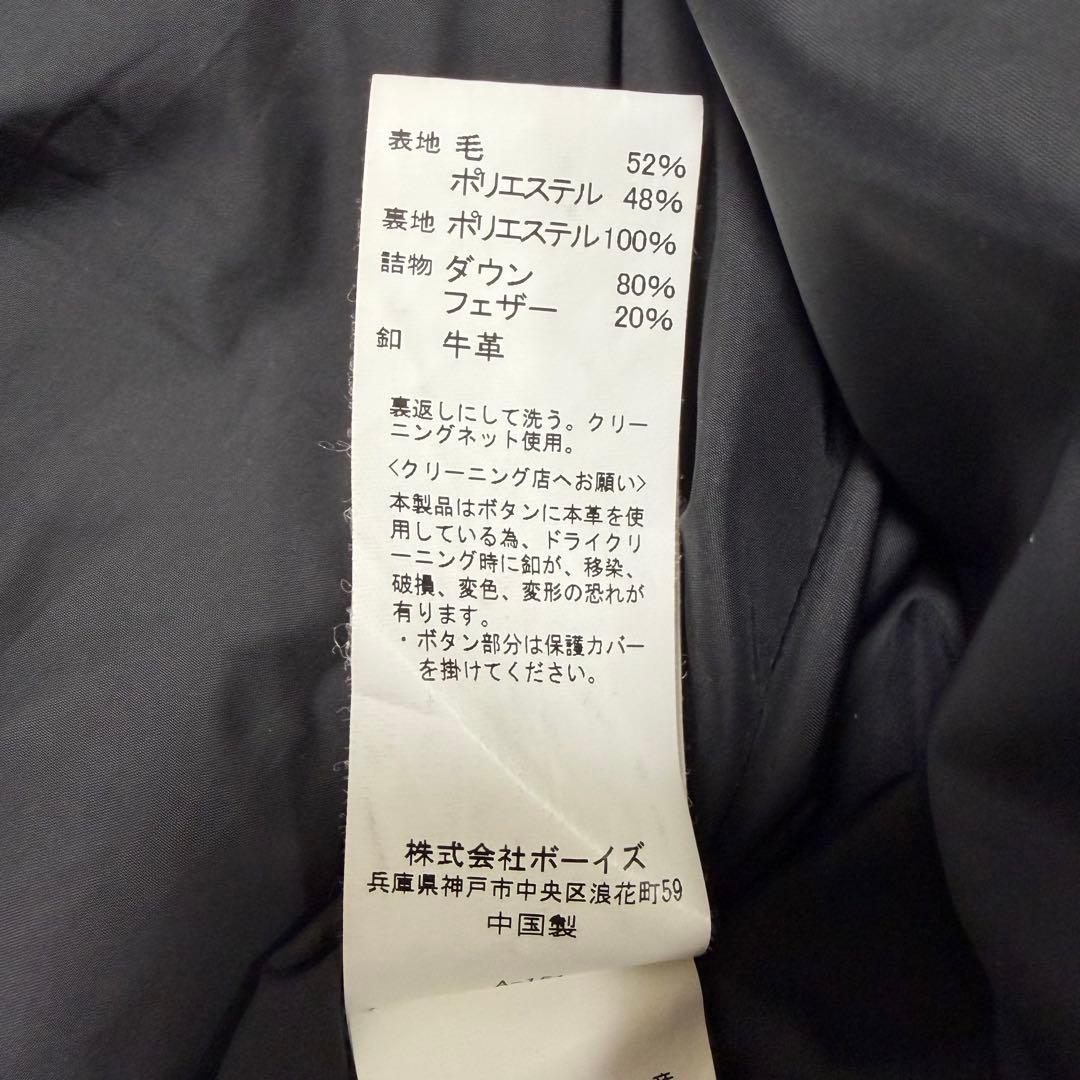 表地 毛 52%
ポリエステル 48%
裏地 ポリエステル100%
詰物 ダウン 80%
フェザー 20%
釦 牛革
裏返しにして洗う。クリー
ニングネット使用。
<クリーニング店へお願い>
本製品はボタンに本革を使
用している為、ドライクリ
ーニング時に釦が、移染、
破損、変色、変形の恐れが
有ります。
・ボタン部分は保護カバー
を掛けてください。
株式会社ボーイズ
兵庫県神戸市中央区浪花町59
中国製